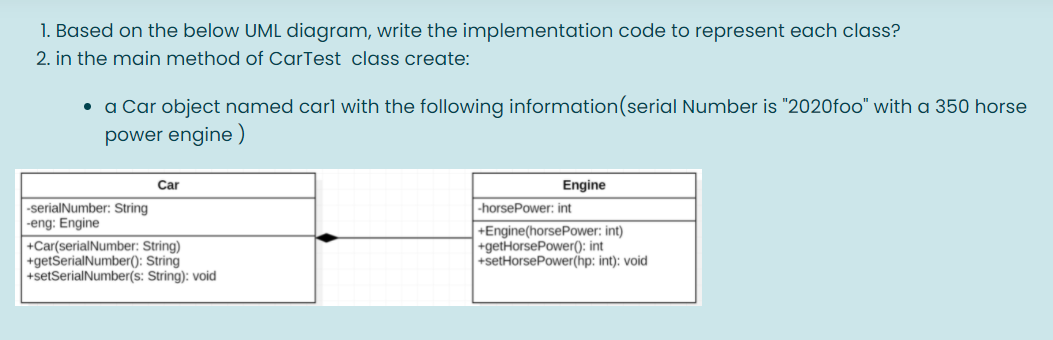 1. Based on the below UML diagram, write the implementation code to represent each class?
2. in the main method of CarTest class create:
• a Car object named car1 with the following information(serial Number is "2020foo" with a 350 horse
power engine )
Car
-serialNumber: String
-eng: Engine
+Car(serialNumber: String)
+getSerialNumber(): String
+setSerialNumber(s: String): void
Engine
-horsePower: int
+Engine(horsePower: int)
+getHorsePower(): int
+setHorsePower(hp: int): void